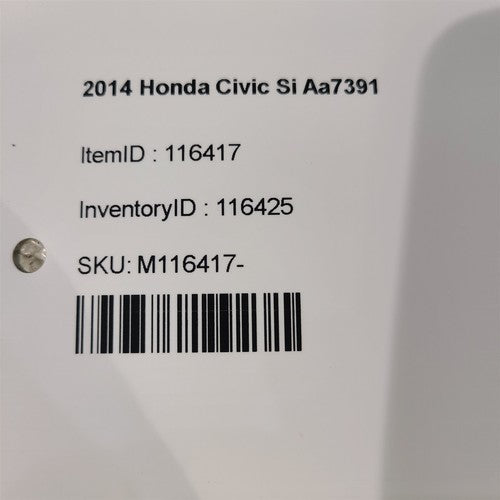 2014 Honda Civic Si Aa7391
ItemID : 116417
InventoryID : 116425
SKU: M116417-